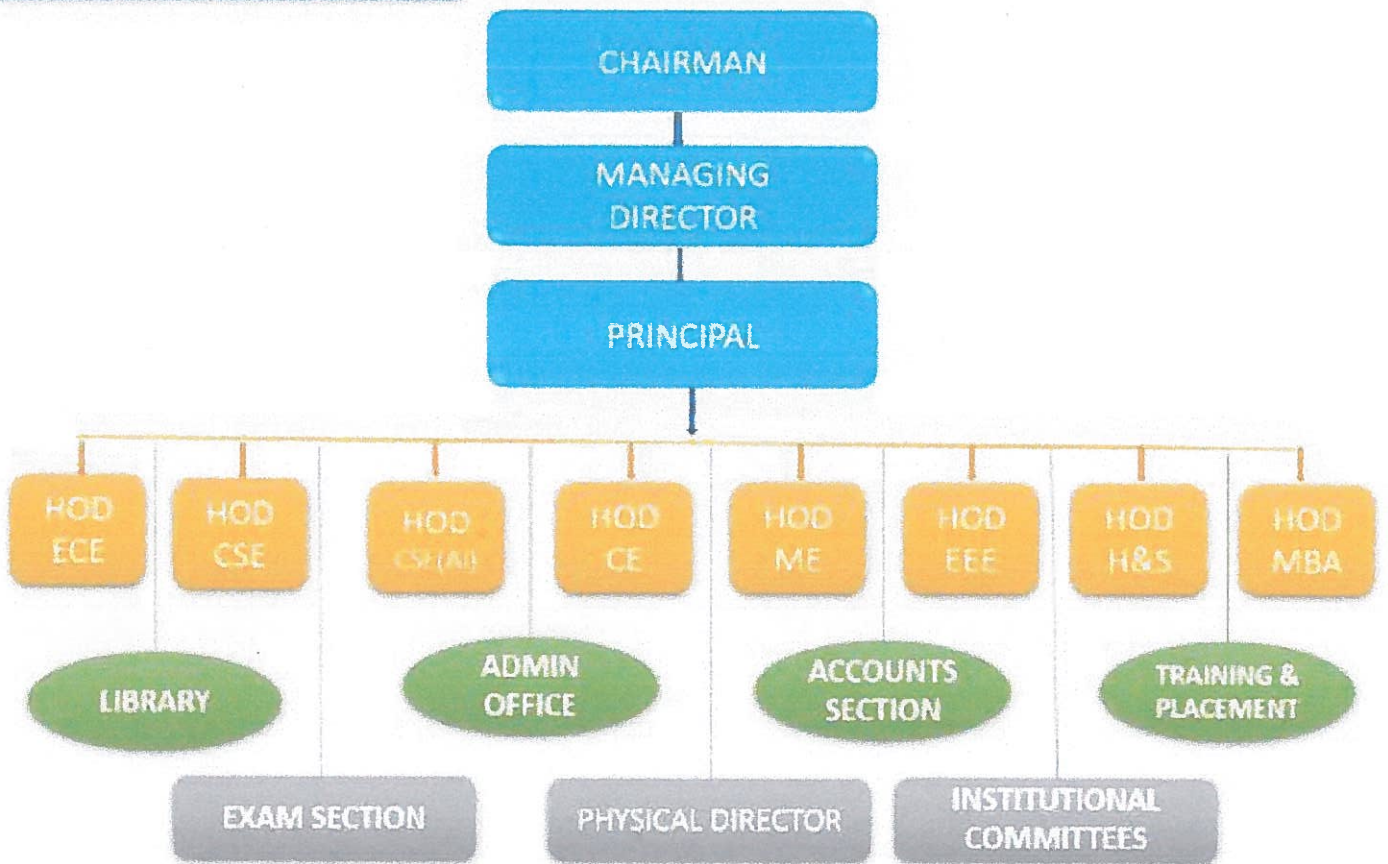 CHAIRMAN
MANAGING
DIRECTOR
PRINCIPAL
HOD
ECE
HOD
CSE
HOD
CSE(AI)
HOD
CE
HOD
ME
HOD
EEE
HOD
H&S
HOD
MBA
LIBRARY
ADMIN
OFFICE
ACCOUNTS
SECTION
TRAINING &
PLACEMENT
EXAM SECTION
PHYSICAL DIRECTOR
INSTITUTIONAL
COMMITTEES